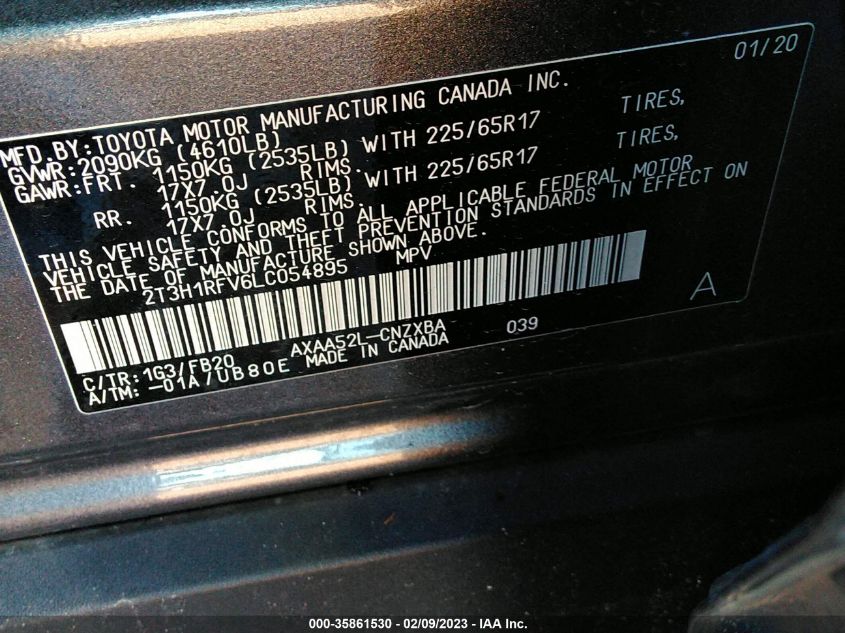 01/20
MFD.BY:TOYOTA MOTOR MANUFACTURING CANADA INC.
GVWR:2090KG (4610LB)
GAWR:FRT. 1150KG (2535LB) WITH 225/65R17 TIRES,
17X7.0J RIMS.
RR. 1150KG (2535LB) WITH 225/65R17 TIRES,
17X7.0J RIMS.
THIS VEHICLE CONFORMS TO ALL APPLICABLE FEDERAL MOTOR
VEHICLE SAFETY AND THEFT PREVENTION STANDARDS IN EFFECT ON
THE DATE OF MANUFACTURE SHOWN ABOVE.
2T3H1RFV6LC054895 MPV
A
AXAA52L-CNZXBA 039
C/TR:1G3/FB20 MADE IN CANADA
A/TM:-01A/UB80E
000-35861530 - 02/09/2023 - IAA Inc.